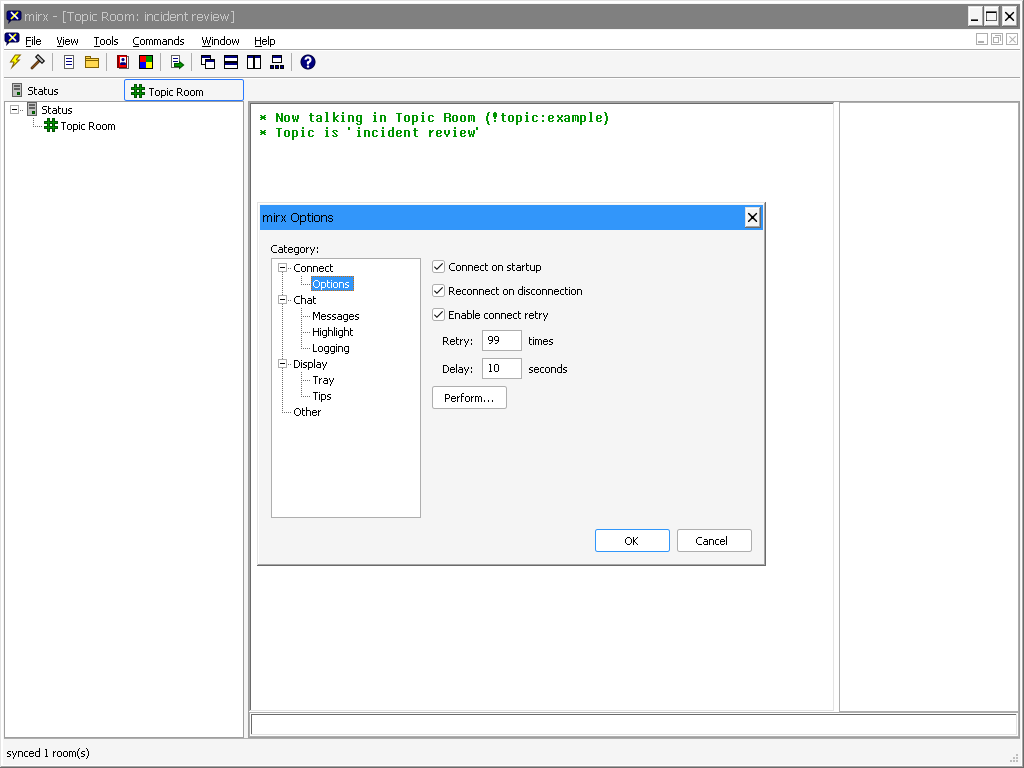 mirx - [Topic Room: incident review]
File View Tools Commands Window Help
Status Topic Room
Status
Topic Room
* Now talking in Topic Room (!topic:example)
* Topic is 'incident review'
mirx Options
Category:
Connect
Options
Chat
Messages
Highlight
Logging
Display
Tray
Tips
Other
Connect on startup
Reconnect on disconnection
Enable connect retry
Retry: 99 times
Delay: 10 seconds
Perform...
OK Cancel
synced 1 room(s)